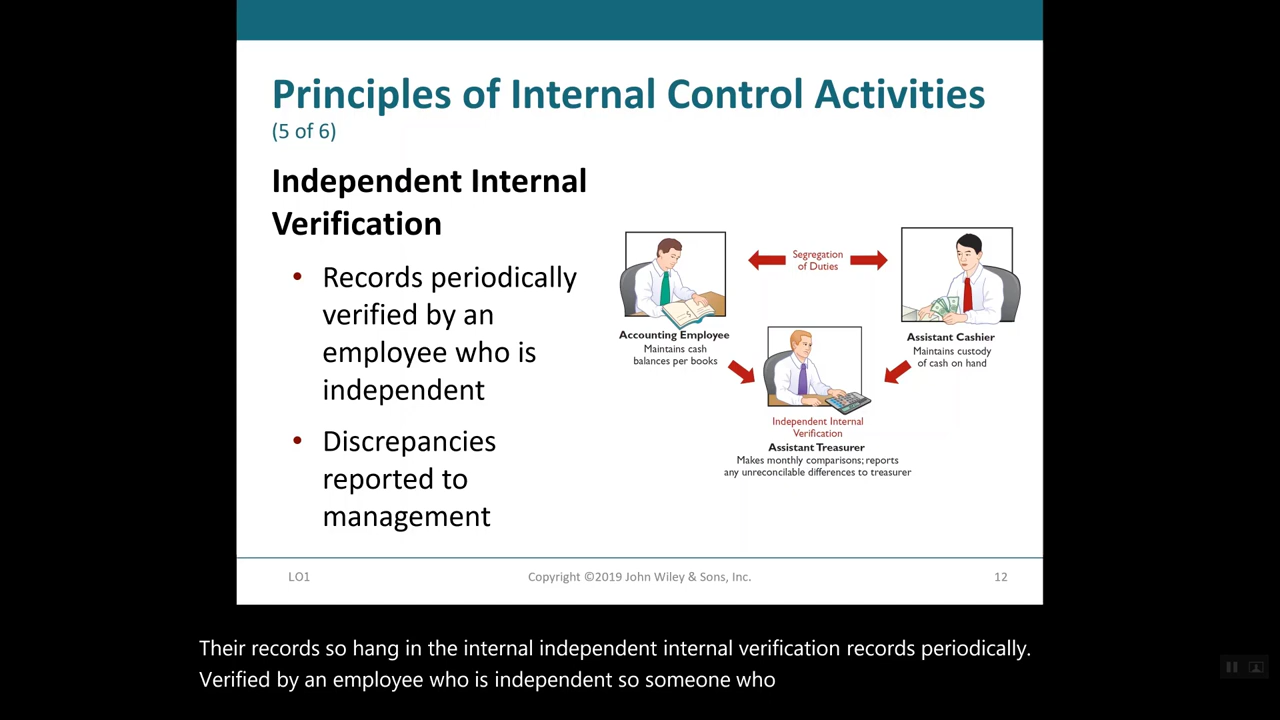 Principles of Internal Control Activities
(5 of 6)
Independent Internal
Verification
• Records periodically
verified by an
employee who is
independent
• Discrepancies
reported to
management
Segregation
of Duties
Accounting Employee
Maintains cash
balances per books
Assistant Cashier
Maintains custody
of cash on hand
Independent Internal
Verification
Assistant Treasurer
Makes monthly comparisons; reports
any unreconcilable differences to treasurer
LO1
Copyright ©2019 John Wiley & Sons, Inc.
12
Their records so hang in the internal independent internal verification records periodically.
Verified by an employee who is independent so someone who